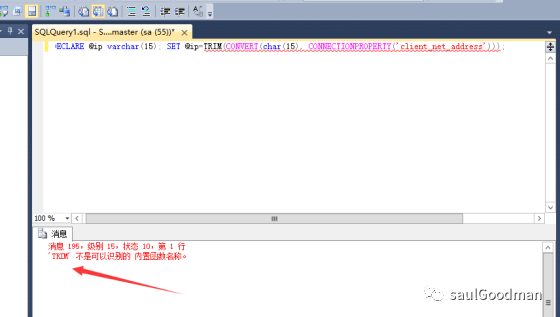 SQLQuery1.sql - S....master (sa (55))*
DECLARE @ip varchar(15); SET @ip=TRIM(CONVERT(char(15), CONNECTIONPROPERTY('client_net_address')));
100 %
消息
消息 195，级别 15，状态 10，第 1 行
'TRIM' 不是可以识别的 内置函数名称。
saulGoodman